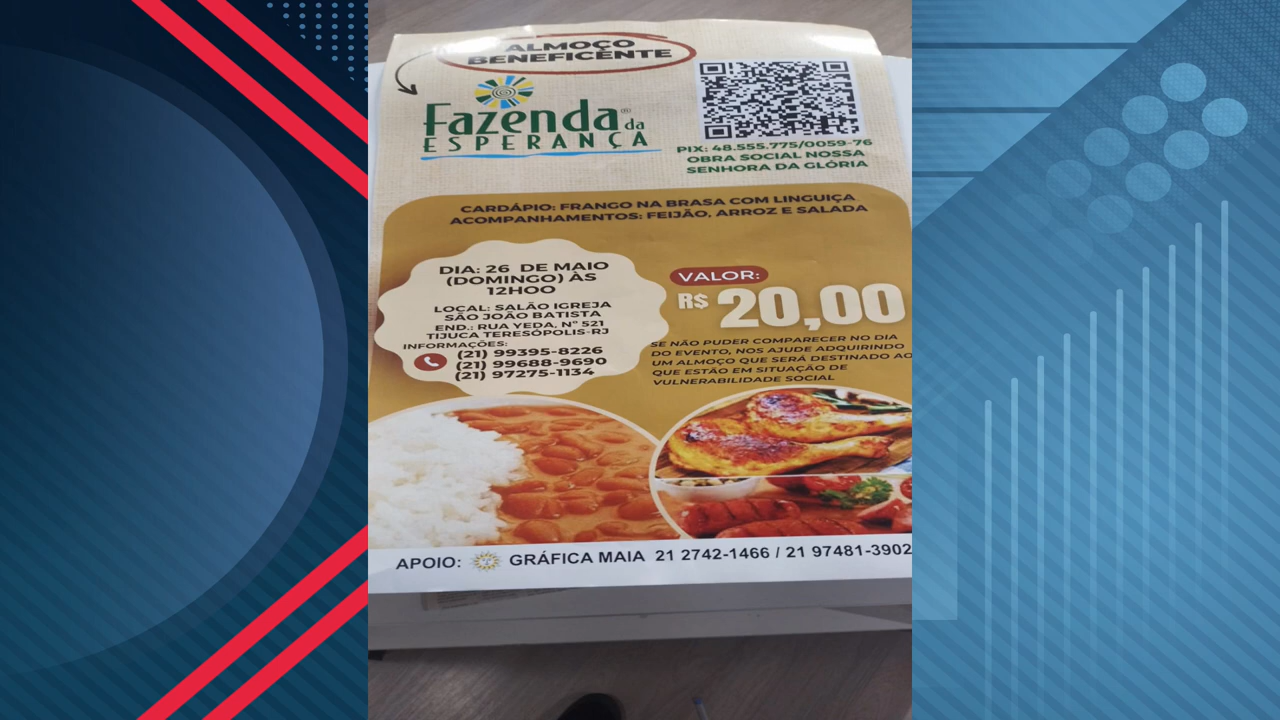 ALMOÇO
BENEFICENTE
Fazenda da
ESPERANÇA
PIX: 48.555.775/0059-76
OBRA SOCIAL NOSSA
SENHORA DA GLÓRIA
CARDÁPIO: FRANGO NA BRASA COM LINGUIÇA
ACOMPANHAMENTOS: FEIJÃO, ARROZ E SALADA
DIA: 26 DE MAIO
(DOMINGO) ÀS
12HOO
LOCAL: SALÃO IGREJA
SÃO JOÃO BATISTA
END.: RUA YEDA, Nº 521
TIJUCA TERESÓPOLIS-RJ
INFORMAÇÕES:
(21) 99395-8226
(21) 99688-9690
(21) 97275-1134
VALOR:
R$ 20,00
SE NÃO PUDER COMPARECER NO DIA
DO EVENTO, NOS AJUDE ADQUIRINDO
UM ALMOÇO QUE SERÁ DESTINADO AO
QUE ESTÃO EM SITUAÇÃO DE
VULNERABILIDADE SOCIAL
APOIO: GRÁFICA MAIA 21 2742-1466 / 21 97481-3902